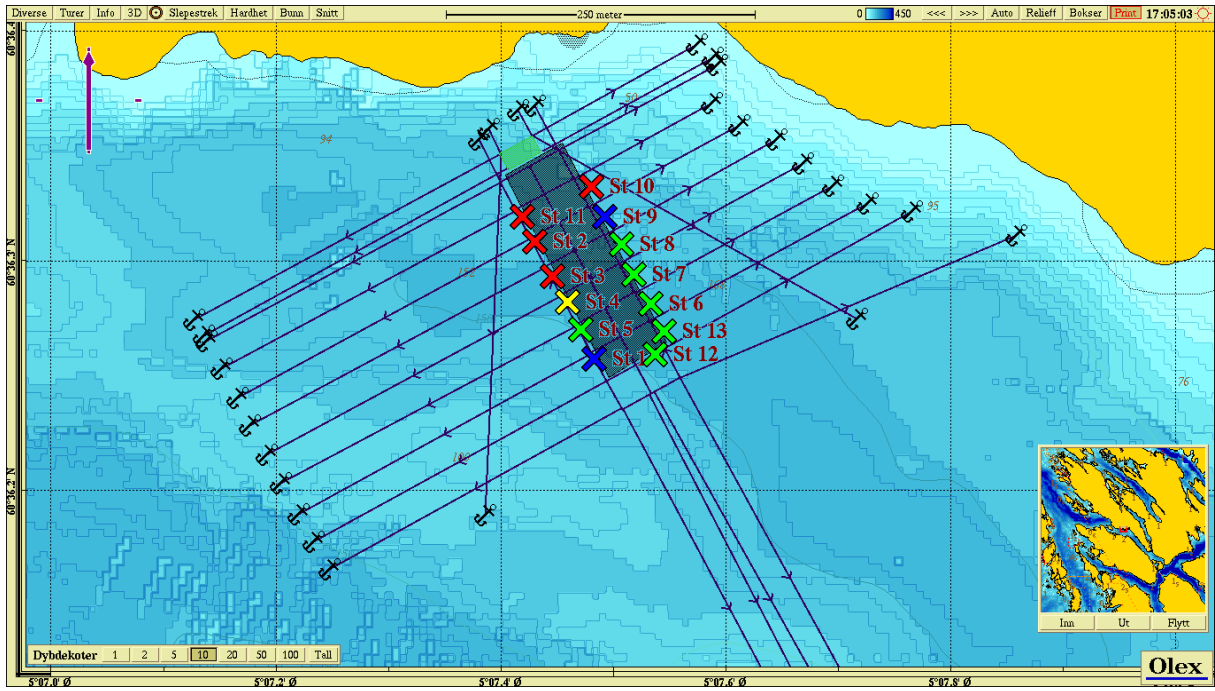 Diverse Turer Info 3D Slepestrek Hardhet Bunn Snitt 250 meter 0 450 <<< >>> Auto Relieff Bokser Print 17:05:03
60°36.4
94
50
St 10
St 11
St 9
95
St 2
St 8
60°36.3 N
152
St 3
St 7
St 4
St 6
St 5
St 13
St 1
St 12
76
60°36.2 N
Inn Ut Flytt
Dybdekoter 1 2 5 10 20 50 100 Tall
Olex
5°07.0' Ø 5°07.2 Ø 5°07.4 Ø 5°07.6 Ø 5°07.8 Ø